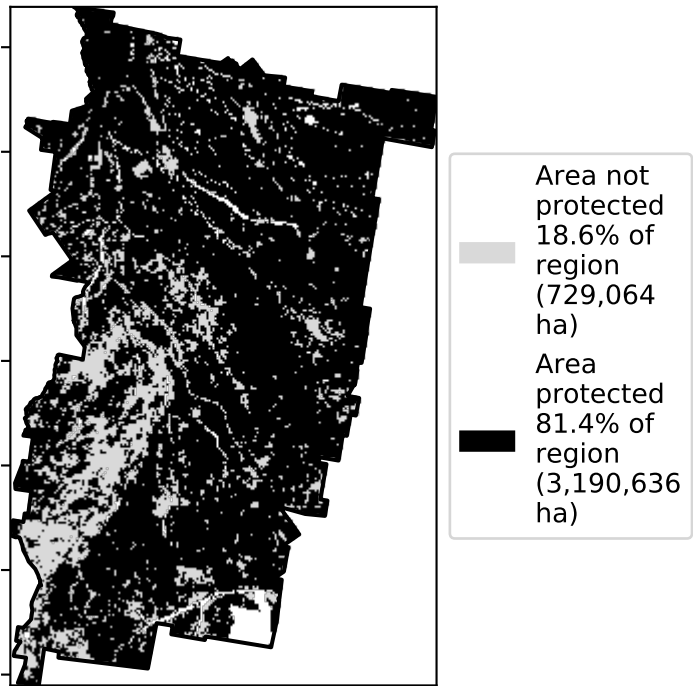 Area not
protected
18.6% of
region
(729,064
ha)
Area
protected
81.4% of
region
(3,190,636
ha)